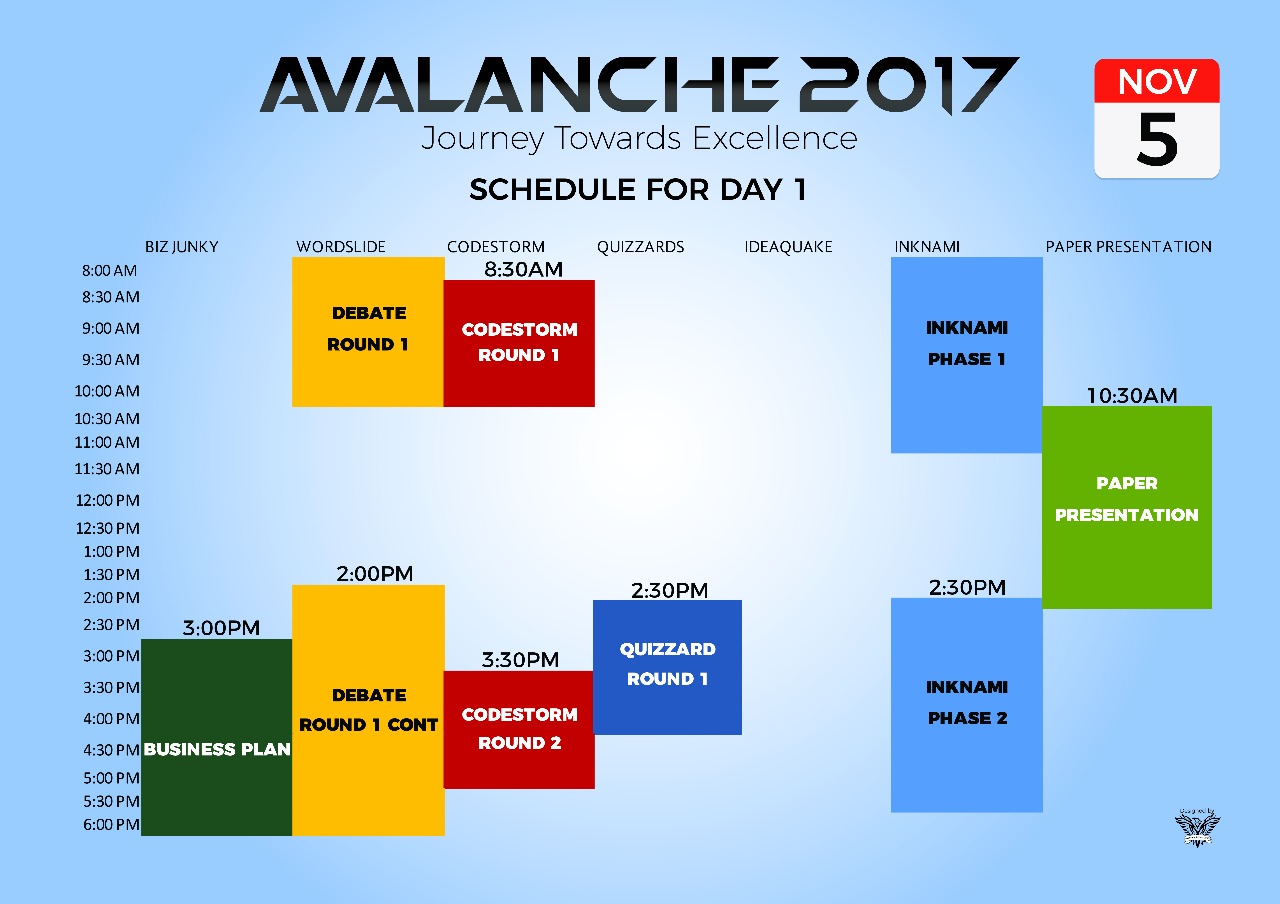 AVALANCHE 2017
Journey Towards Excellence
NOV
5
SCHEDULE FOR DAY 1
BIZ JUNKY WORDSLIDE CODESTORM QUIZZARDS IDEAQUAKE INKNAMI PAPER PRESENTATION
8:00 AM
8:30AM
8:30 AM
9:00 AM
9:30 AM
10:00 AM
10:30 AM
11:00 AM
11:30 AM
12:00 PM
12:30 PM
1:00 PM
1:30 PM
2:00 PM
2:30 PM
3:00 PM
3:30 PM
4:00 PM
4:30 PM
5:00 PM
5:30 PM
6:00 PM
DEBATE
ROUND 1
CODESTORM
ROUND 1
INKNAMI
PHASE 1
10:30AM
PAPER
PRESENTATION
3:00PM
BUSINESS PLAN
2:00PM
DEBATE
ROUND 1 CONT
3:30PM
CODESTORM
ROUND 2
2:30PM
QUIZZARD
ROUND 1
2:30PM
INKNAMI
PHASE 2
Designed by